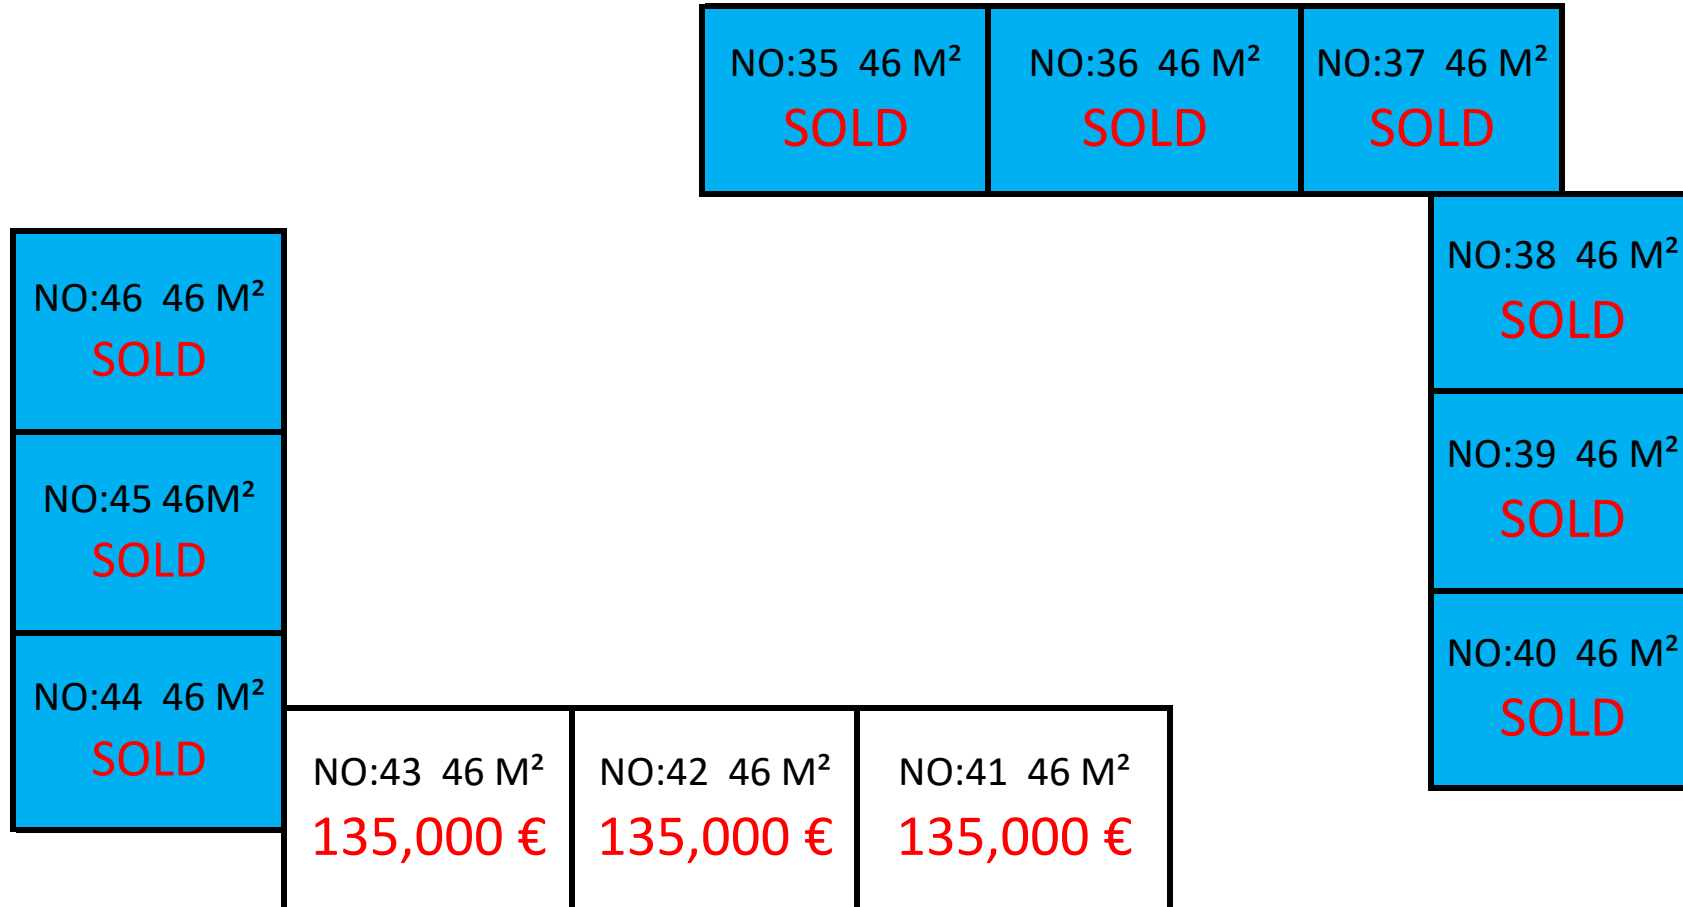 NO:35 46 M²
SOLD
NO:36 46 M²
SOLD
NO:37 46 M²
SOLD
NO:38 46 M²
SOLD
NO:46 46 M²
SOLD
NO:39 46 M²
SOLD
NO:45 46M²
SOLD
NO:40 46 M²
SOLD
NO:44 46 M²
SOLD
NO:43 46 M²
135,000 €
NO:42 46 M²
135,000 €
NO:41 46 M²
135,000 €